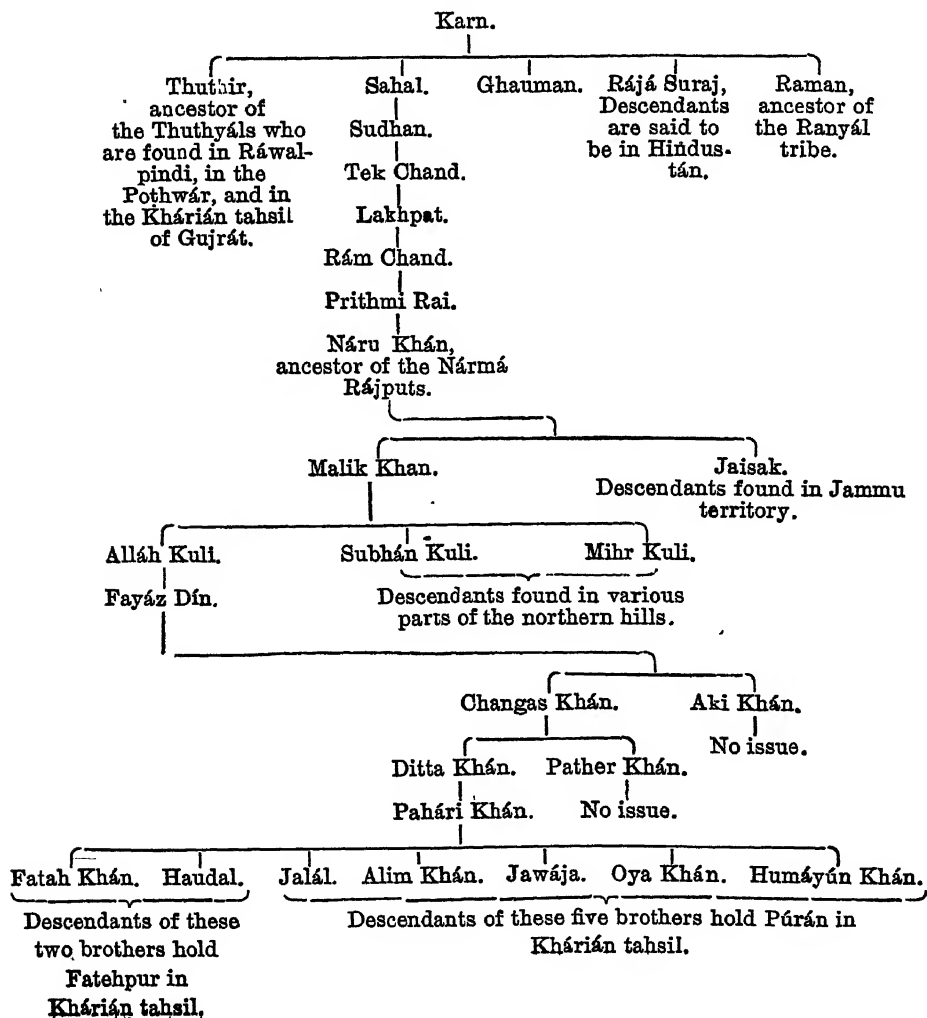 Karn.
Thuthir,
ancestor of
the Thuthyáls who
are found in Ráwal-
pindi, in the
Pothwár, and in
the Khárián tahsil
of Gujrát.
Sahal.
Ghauman.
Rájá Suraj,
Descendants
are said to
be in Hindus-
tán.
Raman,
ancestor of
the Ranyál
tribe.
Sudhan.
Tek Chand.
Lakhpat.
Rám Chand.
Prithmi Rai.
Náru Khán,
ancestor of the Nármá
Rájputs.
Malik Khan.
Jaisak.
Descendants found in Jammu
territory.
Alláh Kuli.
Subhán Kuli.
Mihr Kuli.
Fayáz Dín.
Descendants found in various
parts of the northern hills.
Changas Khán.
Aki Khán.
No issue.
Ditta Khán.
Pather Khán.
Pahári Khán.
No issue.
Fatah Khán. Haudal. Jalál. Alim Khán. Jawája. Oya Khán. Humáyún Khán.
Descendants of these
two brothers hold
Fatehpur in
Khárián tahsil.
Descendants of these five brothers hold Púrán in
Khárián tahsil.